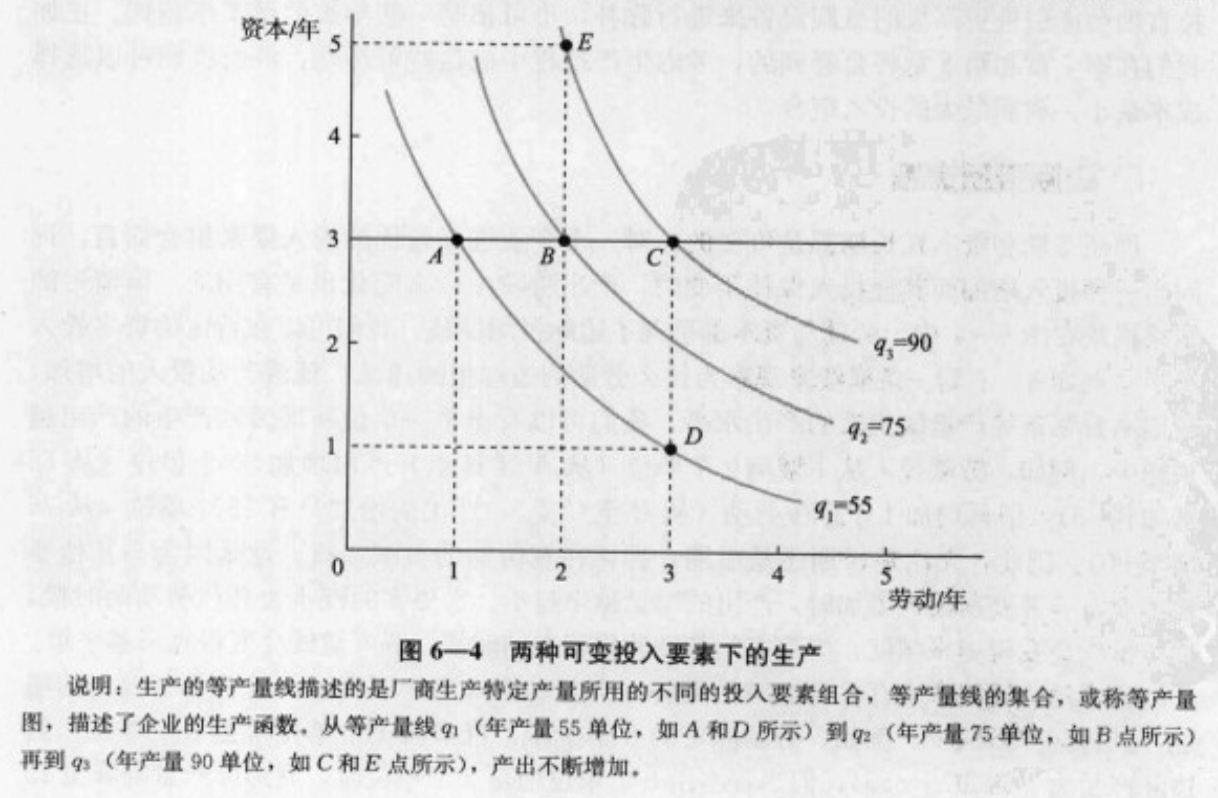 资本/年
5
E
4
3
A
B
C
q₃=90
2
q₂=75
1
D
q₁=55
0
1
2
3
4
5
劳动/年
图 6—4 两种可变投入要素下的生产
说明：生产的等产量线描述的是厂商生产特定产量所用的不同的投入要素组合，等产量线的集合，或称等产量
图，描述了企业的生产函数。从等产量线 q₁（年产量 55 单位，如 A 和 D 所示）到 q₂（年产量 75 单位，如 B 点所示）
再到 q₃（年产量 90 单位，如 C 和 E 点所示），产出不断增加。